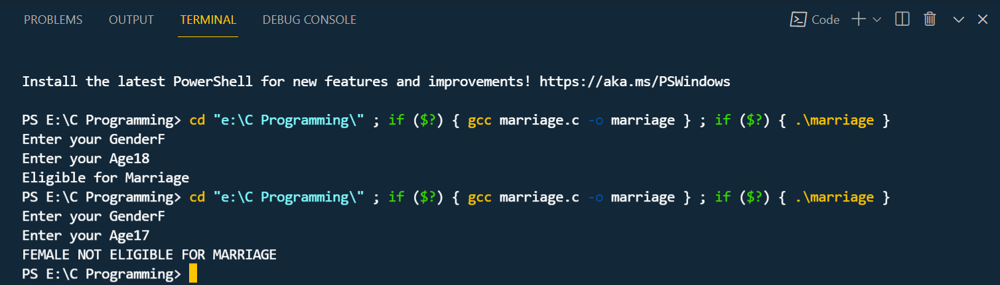 PROBLEMS OUTPUT TERMINAL DEBUG CONSOLE Code
Install the latest PowerShell for new features and improvements! https://aka.ms/PSWindows
PS E:\C Programming> cd "e:\C Programming\" ; if ($?) { gcc marriage.c -o marriage } ; if ($?) { .\marriage }
Enter your GenderF
Enter your Age18
Eligible for Marriage
PS E:\C Programming> cd "e:\C Programming\" ; if ($?) { gcc marriage.c -o marriage } ; if ($?) { .\marriage }
Enter your GenderF
Enter your Age17
FEMALE NOT ELIGIBLE FOR MARRIAGE
PS E:\C Programming>